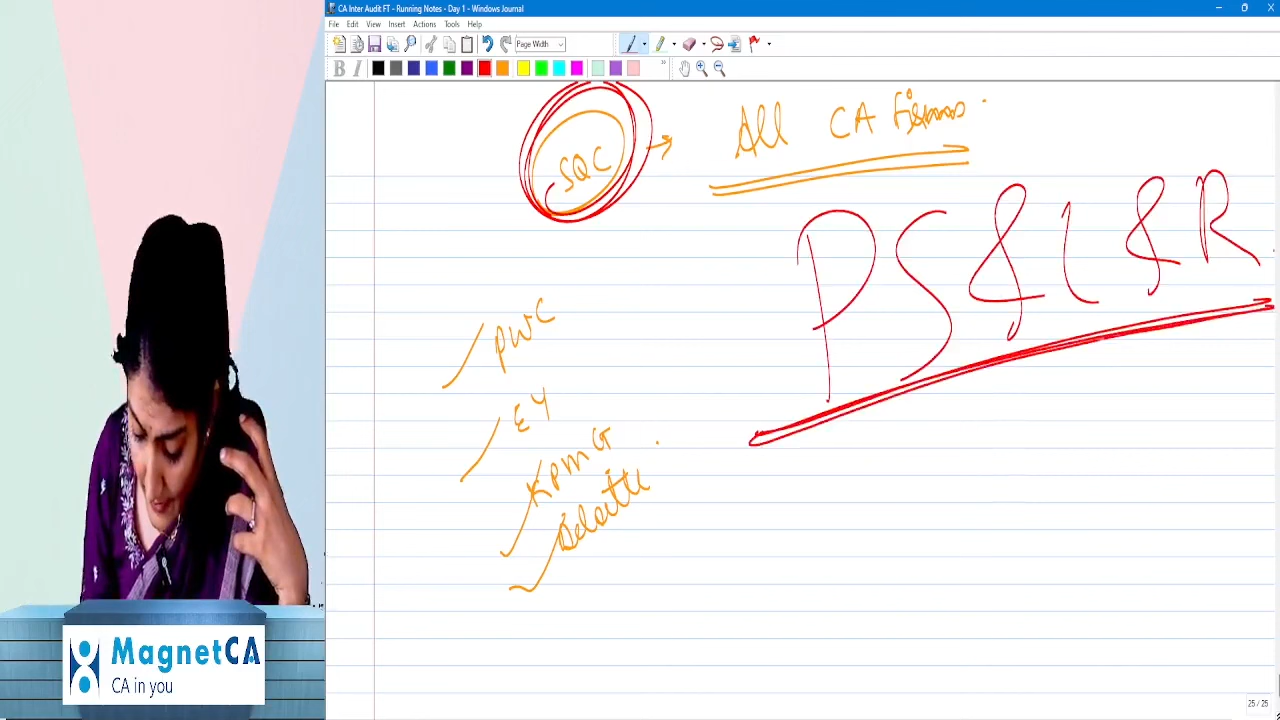 CA Inter Audit FT - Running Notes - Day 1 - Windows Journal
File Edit View Insert Actions Tools Help
Page Width
B I
SQC → All CA firms.
PS & L & R
PWC
EY
KPMG
Deloitte
MagnetCA
CA in you
25 / 25